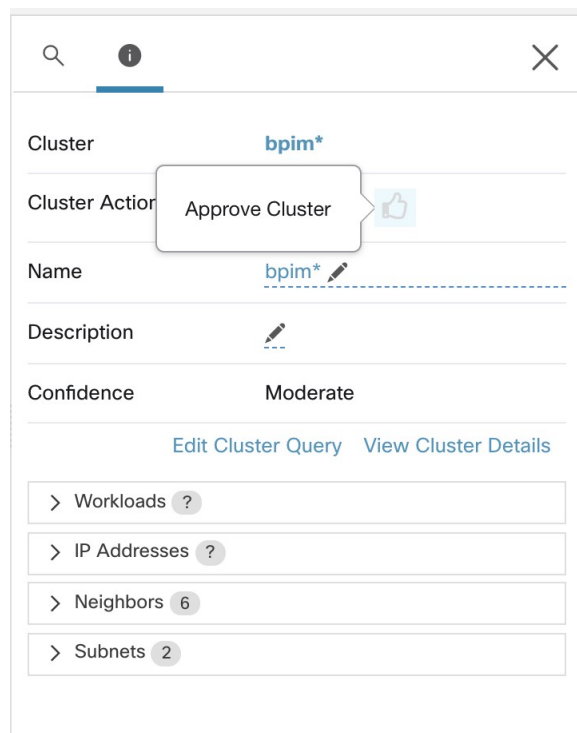 Cluster bpim*
Cluster Action
Approve Cluster
Name bpim*
Description
Confidence Moderate
Edit Cluster Query View Cluster Details
Workloads ?
IP Addresses ?
Neighbors 6
Subnets 2